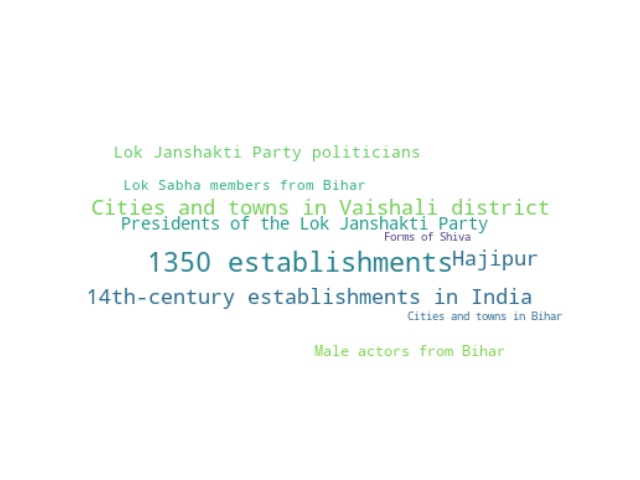 Lok Janshakti Party politicians
Lok Sabha members from Bihar
Cities and towns in Vaishali district
Presidents of the Lok Janshakti Party
Forms of Shiva
1350 establishments
Hajipur
14th-century establishments in India
Cities and towns in Bihar
Male actors from Bihar